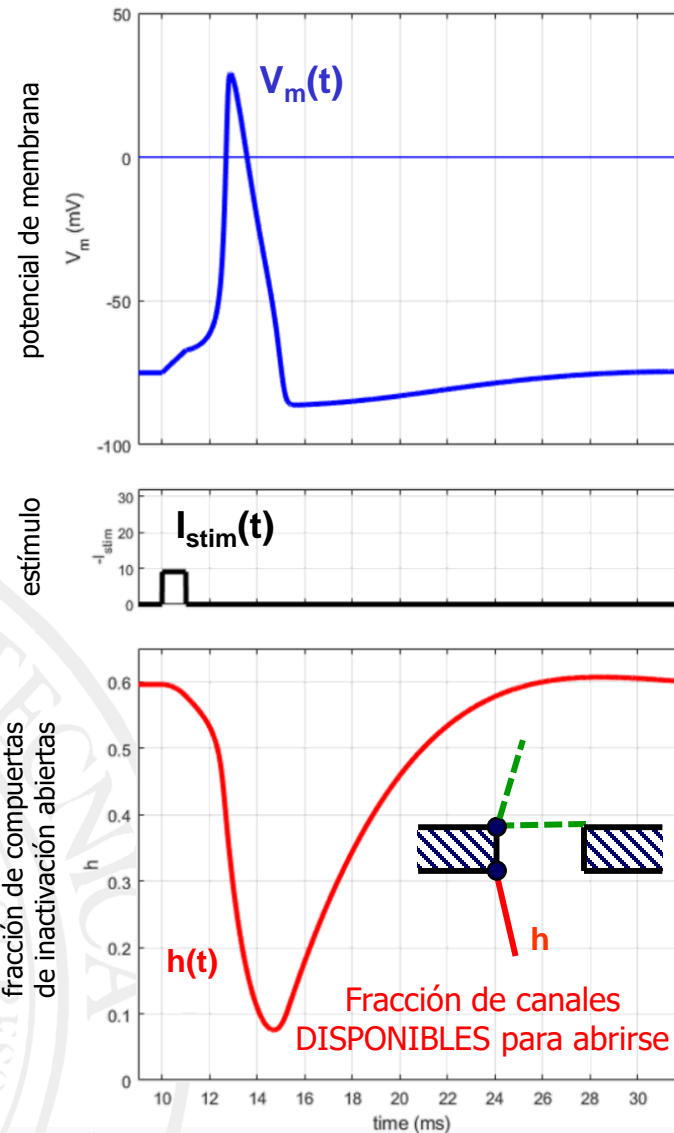 potencial de membrana
V_m (mV)
50
0
-50
-100
V_m(t)
estímulo
-I_stim
30
20
10
0
I_stim(t)
fracción de compuertas
de inactivación abiertas
h
0.6
0.5
0.4
0.3
0.2
0.1
0
h(t)
h
Fracción de canales
DISPONIBLES para abrirse
10 12 14 16 18 20 22 24 26 28 30
time (ms)
TECNICA